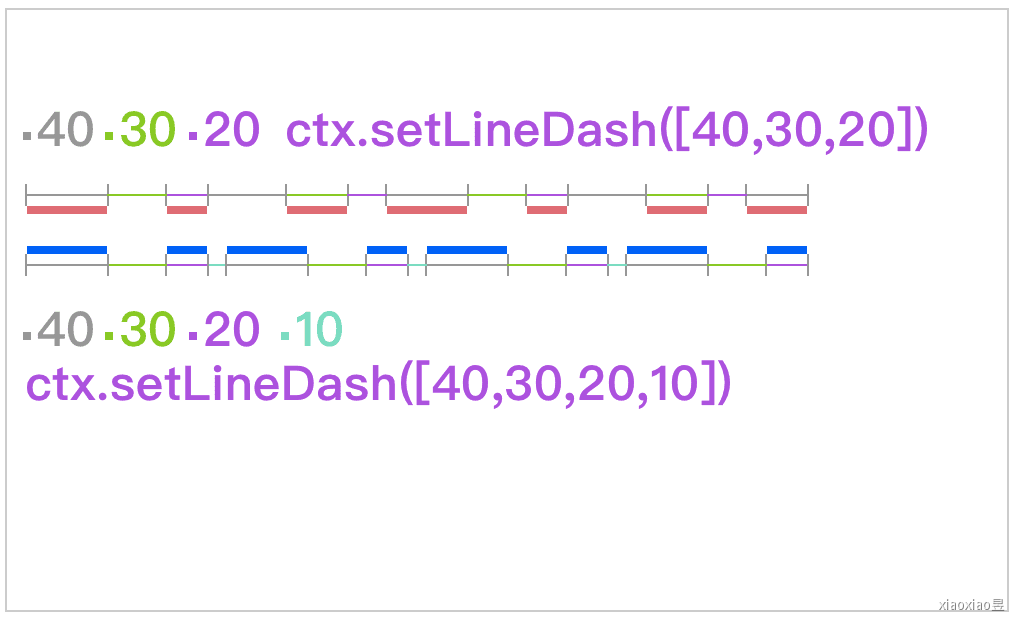 .40 .30 .20 ctx.setLineDash([40,30,20])
.40 .30 .20 .10
ctx.setLineDash([40,30,20,10])
xiaoxiao昱